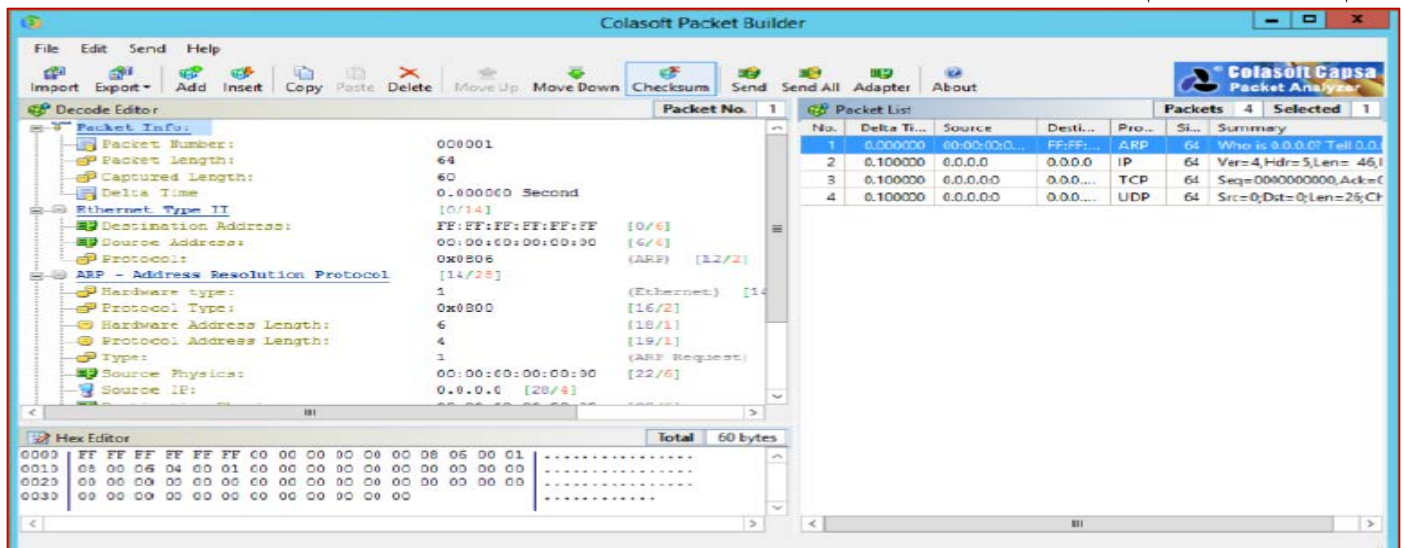 Colasoft Packet Builder
File Edit Send Help
Import Export Add Insert Copy Paste Delete Move Up Move Down Checksum Send Send All Adapter About
Colasoft Capsa
Packet Analyzer
Decode Editor Packet No. 1
Packet Info:
Packet Number: 000001
Packet Length: 64
Captured Length: 60
Delta Time 0.000000 Second
Ethernet Type II [0/14]
Destination Address: FF:FF:FF:FF:FF:FF [0/6]
Source Address: 00:00:00:00:00:00 [6/6]
Protocol: 0x0806 (ARP) [12/2]
ARP - Address Resolution Protocol [14/28]
Hardware type: 1 (Ethernet) [14
Protocol Type: 0x0800 [16/2]
Hardware Address Length: 6 [18/1]
Protocol Address Length: 4 [19/1]
Type: 1 (ARP Request)
Source Physics: 00:00:00:00:00:00 [22/6]
Source IP: 0.0.0.0 [28/4]
Hex Editor Total 60 bytes
0000 FF FF FF FF FF FF 00 00 00 00 00 00 08 06 00 01 ................
0010 08 00 06 04 00 01 00 00 00 00 00 00 00 00 00 00 ................
0020 00 00 00 00 00 00 00 00 00 00 00 00 00 00 00 00 ................
0030 00 00 00 00 00 00 00 00 00 00 00 00 ............
Packet List Packets 4 Selected 1
No. Delta Ti... Source Desti... Pro... Si... Summary
1 0.000000 00:00:00:0... FF:FF:... ARP 64 Who is 0.0.0.0? Tell 0.0.
2 0.100000 0.0.0.0 0.0.0.0 IP 64 Ver=4,Hdr=5,Len= 46,I
3 0.100000 0.0.0.0:0 0.0.0.... TCP 64 Seq=0000000000,Ack=0
4 0.100000 0.0.0.0:0 0.0.0.... UDP 64 Src=0;Dst=0;Len=26;Ch